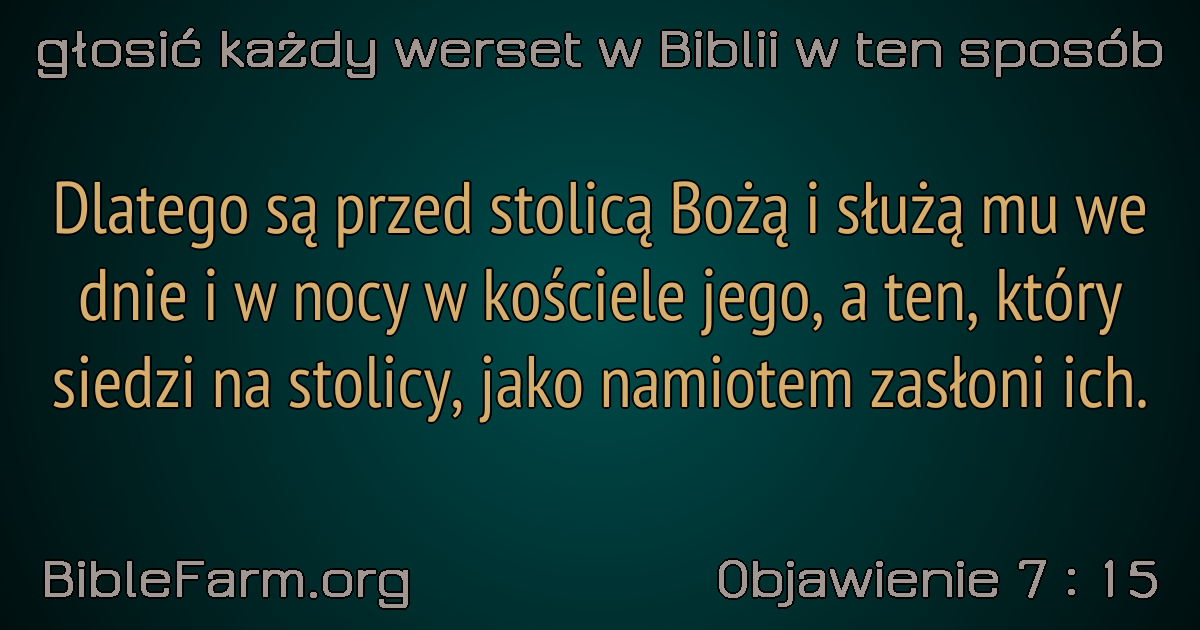 głosić każdy werset w Biblii w ten sposób
Dlatego są przed stolicą Bożą i służą mu we
dnie i w nocy w kościele jego, a ten, który
siedzi na stolicy, jako namiotem zasłoni ich.
BibleFarm.org
Objawienie 7 : 15